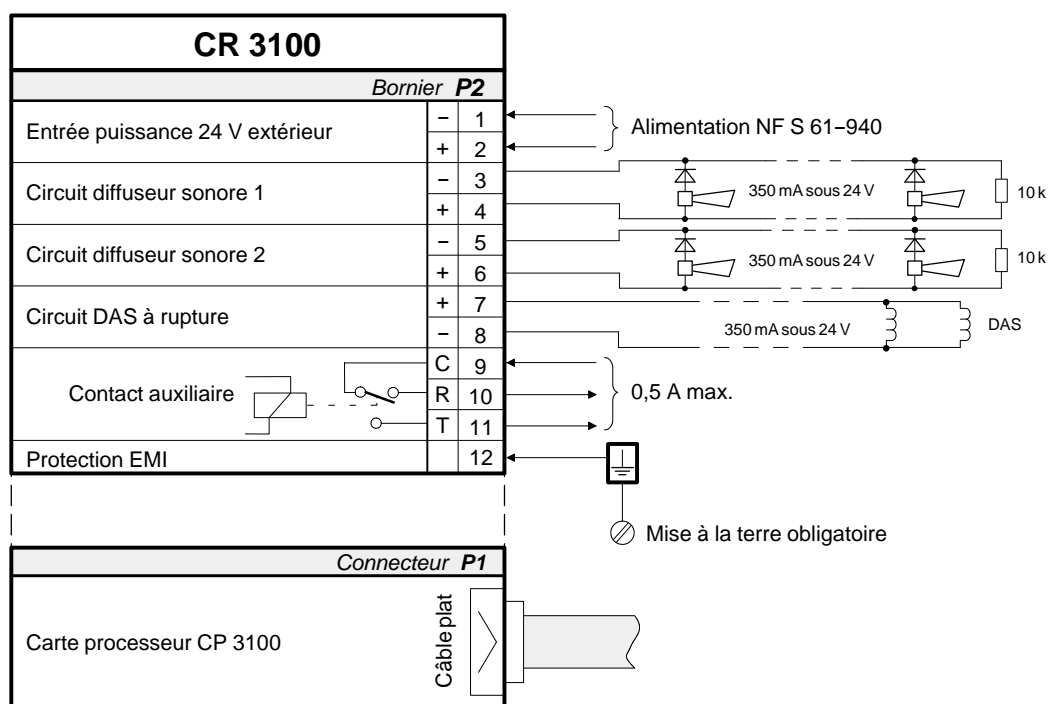 CR 3100
Bornier P2
Entrée puissance 24 V extérieur
− 1
+ 2
Alimentation NF S 61−940
Circuit diffuseur sonore 1
− 3
+ 4
350 mA sous 24 V
10 k
Circuit diffuseur sonore 2
− 5
+ 6
350 mA sous 24 V
10 k
Circuit DAS à rupture
+ 7
− 8
350 mA sous 24 V
DAS
Contact auxiliaire
C 9
R 10
T 11
0,5 A max.
Protection EMI
12
Mise à la terre obligatoire
Connecteur P1
Carte processeur CP 3100
Câble plat